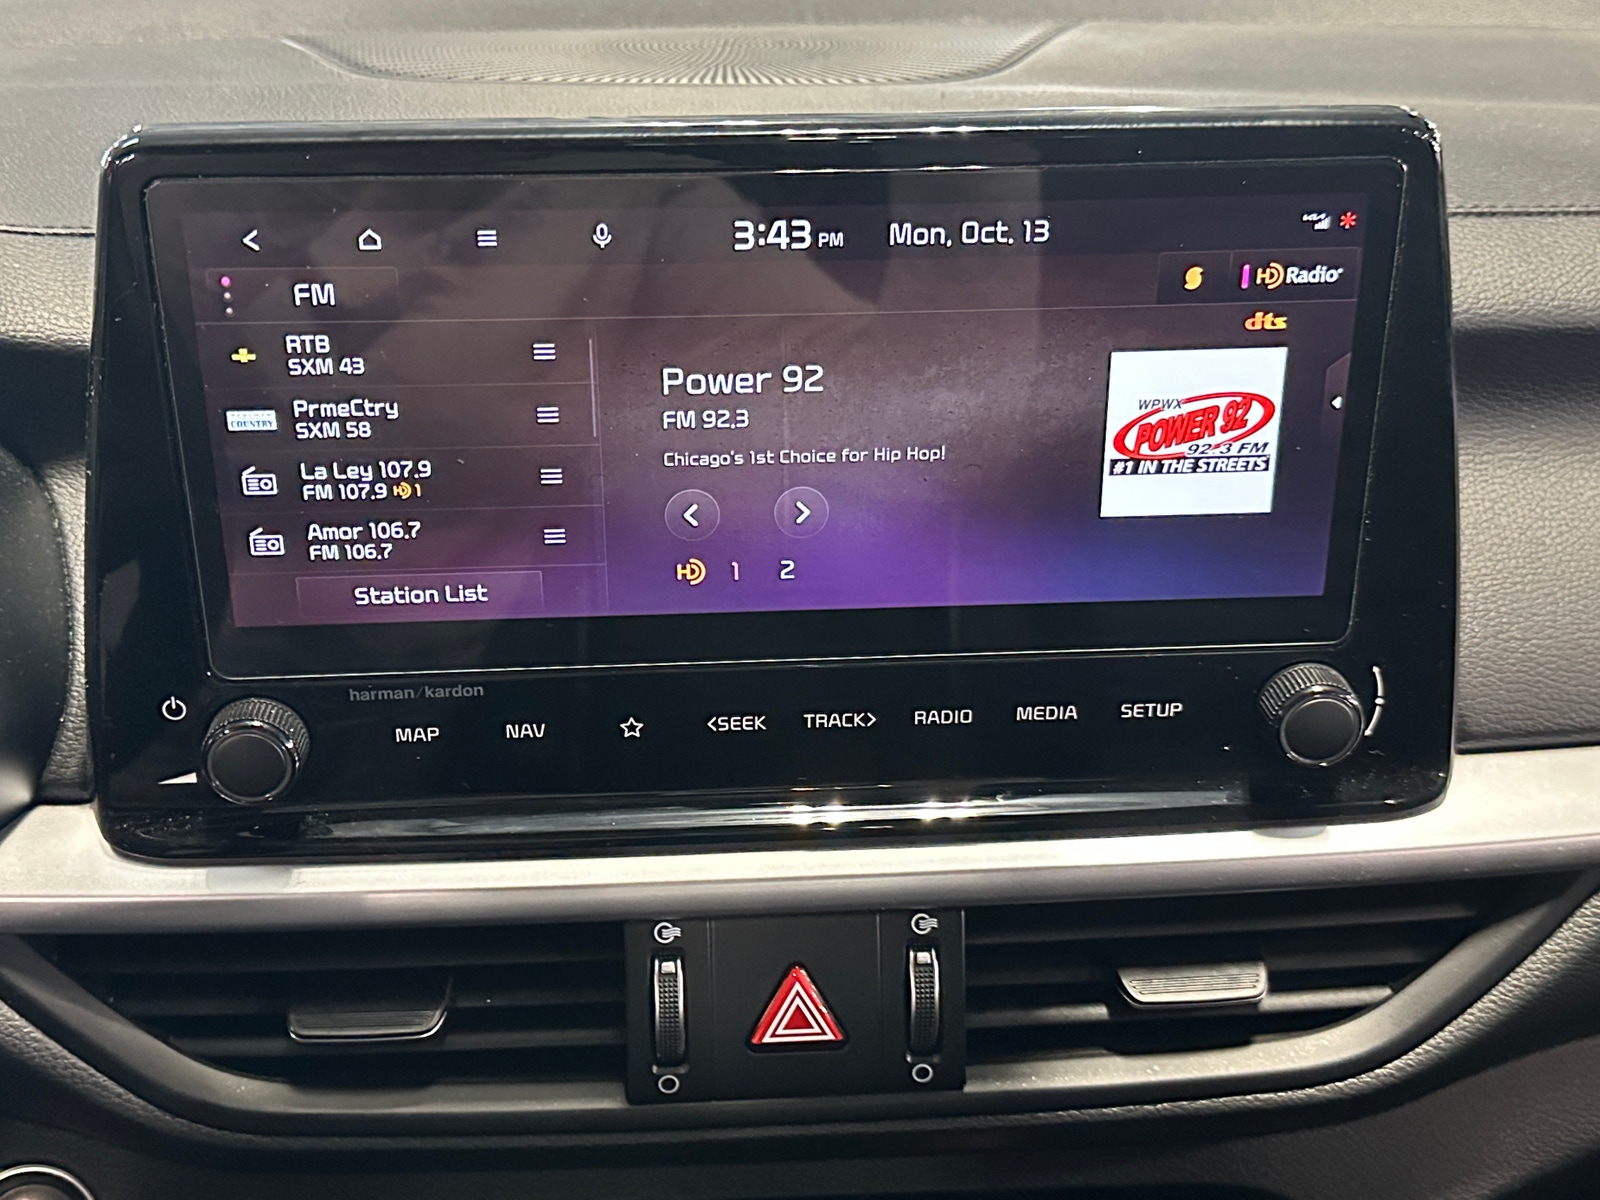 3:43 PM Mon, Oct. 13
FM
HD Radio
dts
RTB
SXM 43
PrmeCtry
SXM 58
COUNTRY
La Ley 107.9
FM 107.9 HD 1
Amor 106.7
FM 106.7
Station List
Power 92
FM 92.3
Chicago's 1st Choice for Hip Hop!
HD 1 2
WPWX
POWER 92
92.3 FM
#1 IN THE STREETS
harman/kardon
MAP NAV <SEEK TRACK> RADIO MEDIA SETUP